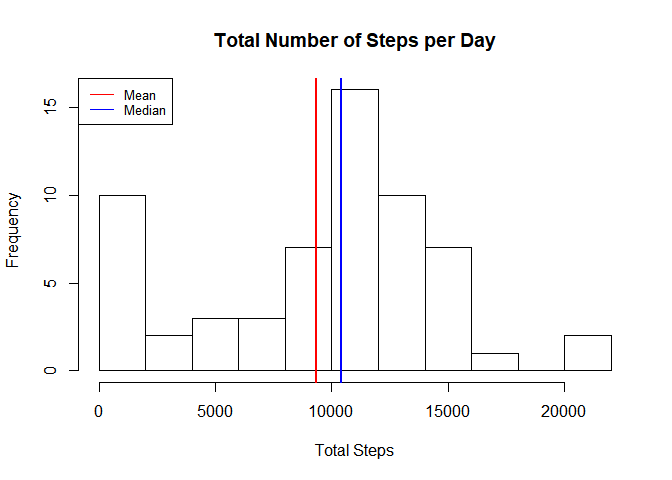 Total Number of Steps per Day
Mean
Median
Frequency
0
5
10
15
0
5000
10000
15000
20000
Total Steps